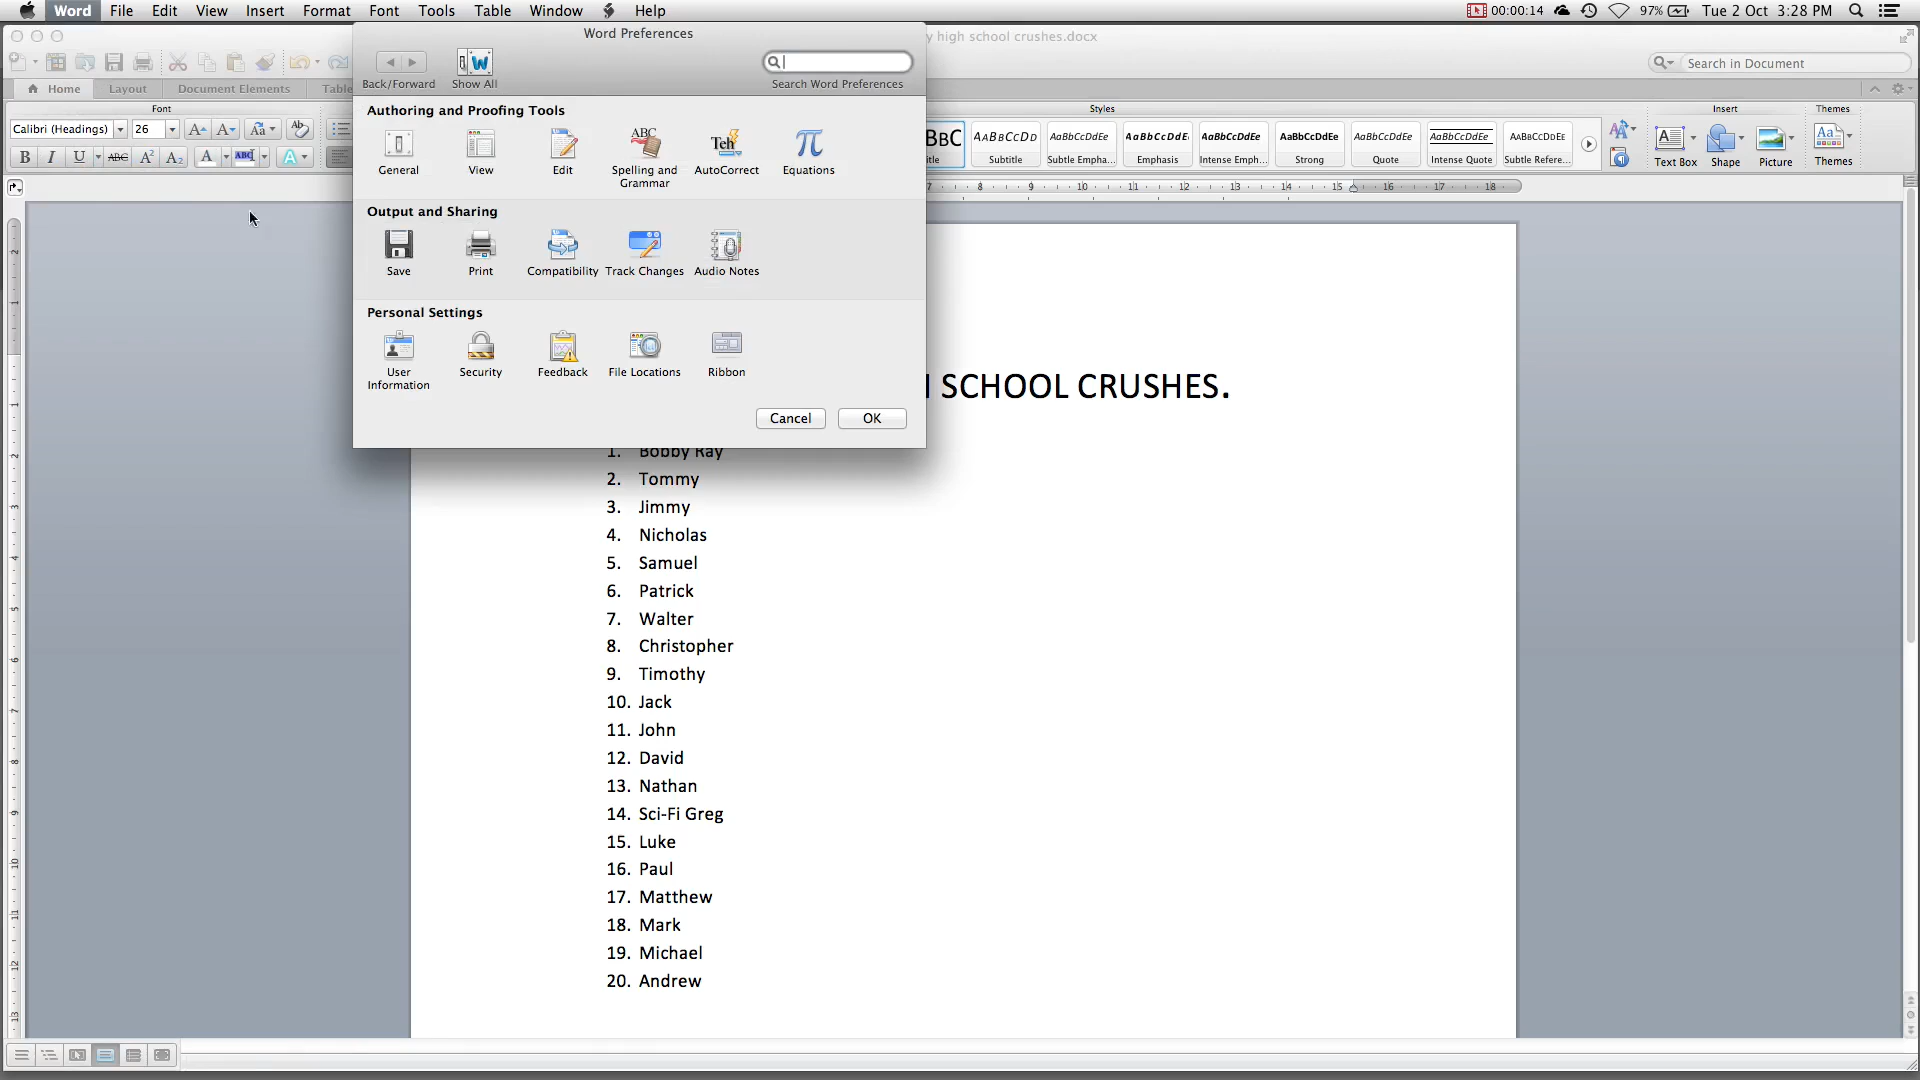 Word File Edit View Insert Format Font Tools Table Window Help 00:00:14 97% Tue 2 Oct 3:28 PM
Word Preferences
y high school crushes.docx
Back/Forward Show All Search Word Preferences
Search in Document
Home Layout Document Elements Table
Font Styles Insert Themes
Calibri (Headings) 26
Authoring and Proofing Tools
General View Edit Spelling and Grammar AutoCorrect Equations
itle Subtitle Subtle Empha... Emphasis Intense Emph... Strong Quote Intense Quote Subtle Refere...
Text Box Shape Picture Themes
Output and Sharing
Save Print Compatibility Track Changes Audio Notes
Personal Settings
User Information Security Feedback File Locations Ribbon
Cancel OK
SCHOOL CRUSHES.
1. Bobby Ray
2. Tommy
3. Jimmy
4. Nicholas
5. Samuel
6. Patrick
7. Walter
8. Christopher
9. Timothy
10. Jack
11. John
12. David
13. Nathan
14. Sci-Fi Greg
15. Luke
16. Paul
17. Matthew
18. Mark
19. Michael
20. Andrew